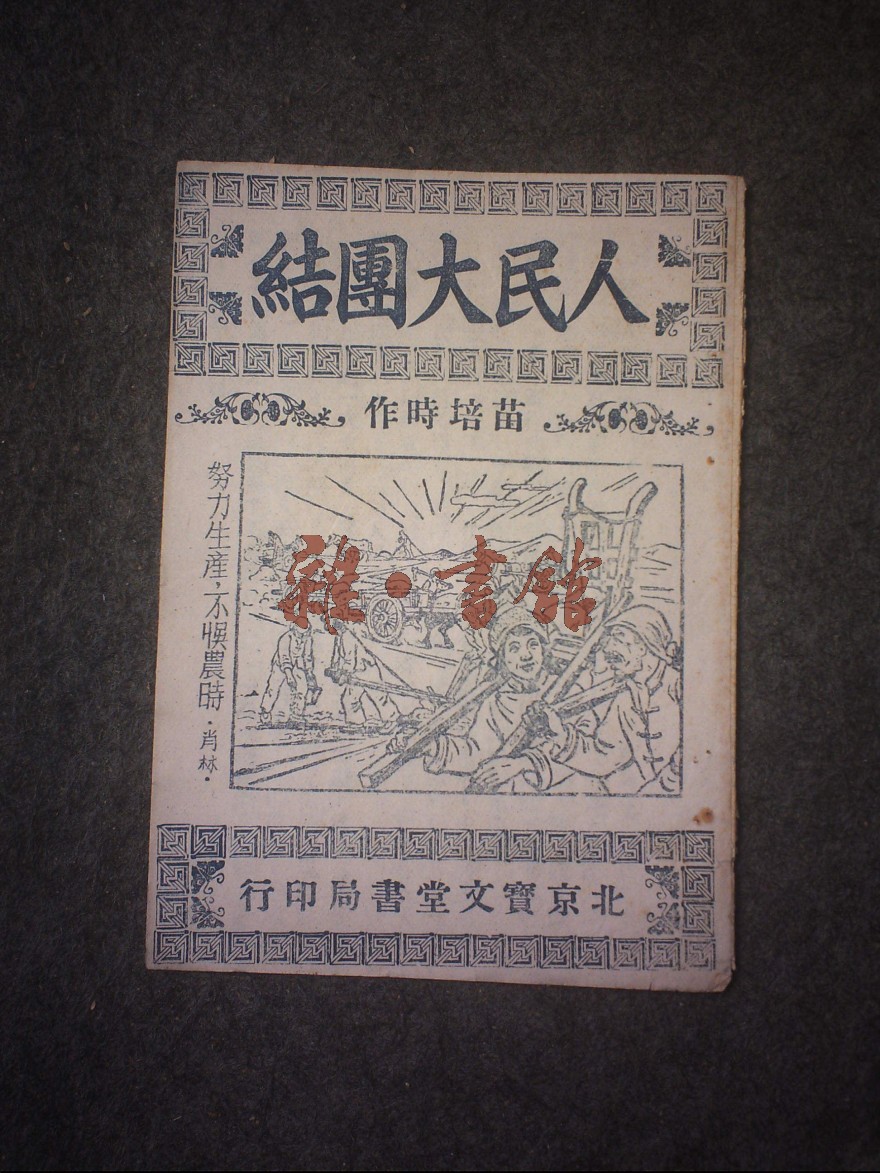 人民大團結
苗培時作
努力生產，不悞農時·肖林·
雜·書館
北京寳文堂書局印行